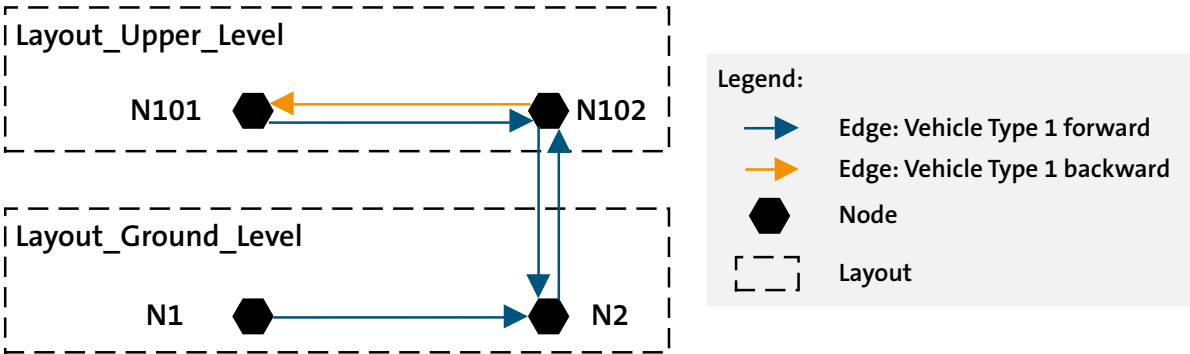 Layout_Upper_Level
N101
N102
Layout_Ground_Level
N1
N2
Legend:
Edge: Vehicle Type 1 forward
Edge: Vehicle Type 1 backward
Node
Layout